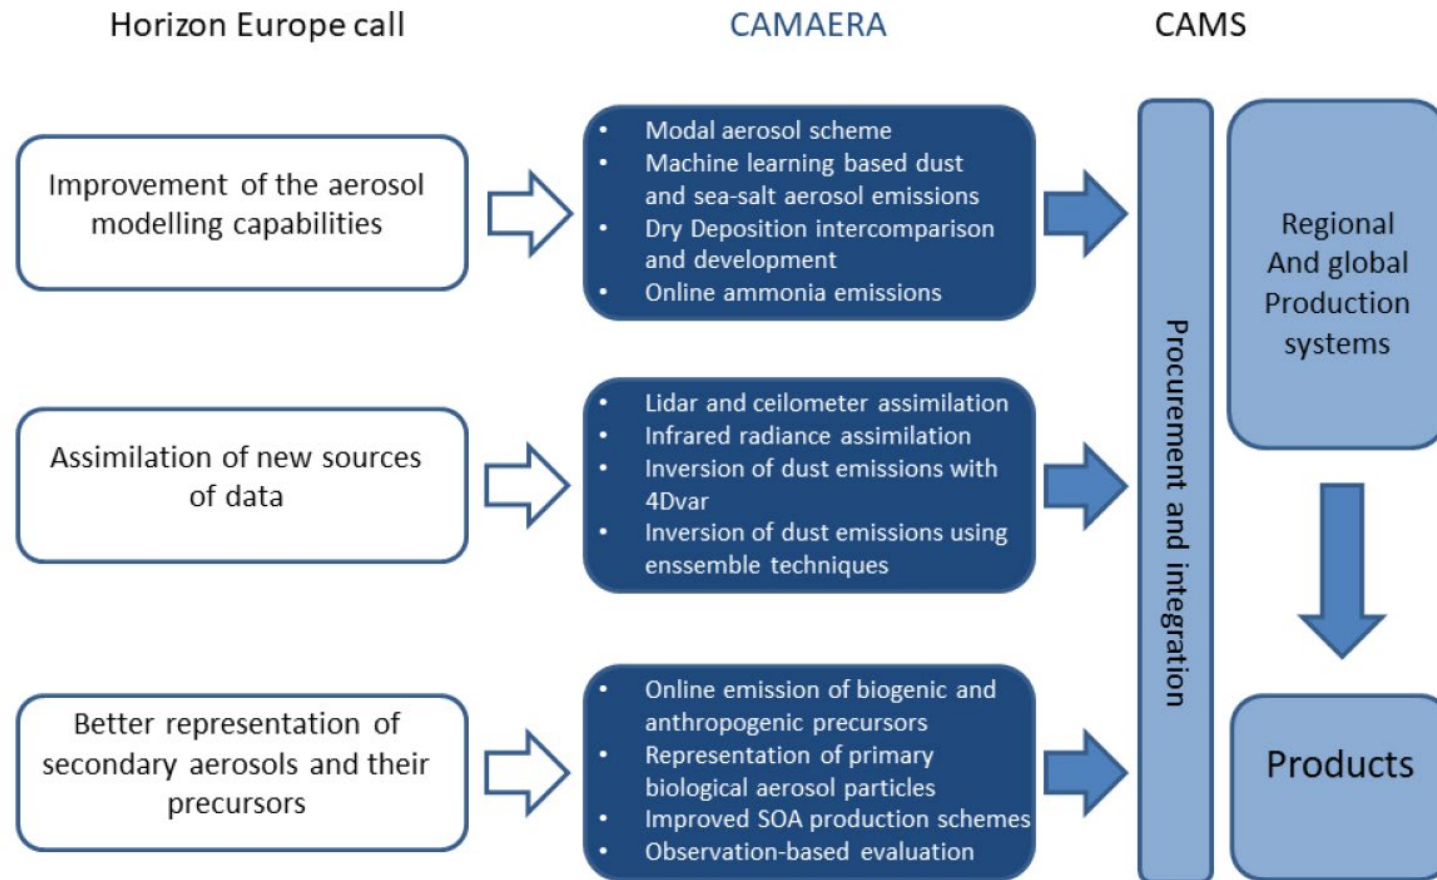 Horizon Europe call
CAMAERA
CAMS
Improvement of the aerosol
modelling capabilities
• Modal aerosol scheme
• Machine learning based dust
and sea-salt aerosol emissions
• Dry Deposition intercomparison
and development
• Online ammonia emissions
Assimilation of new sources
of data
• Lidar and ceilometer assimilation
• Infrared radiance assimilation
• Inversion of dust emissions with
4Dvar
• Inversion of dust emissions using
enssemble techniques
Better representation of
secondary aerosols and their
precursors
• Online emission of biogenic and
anthropogenic precursors
• Representation of primary
biological aerosol particles
• Improved SOA production schemes
• Observation-based evaluation
Procurement and integration
Regional
And global
Production
systems
Products